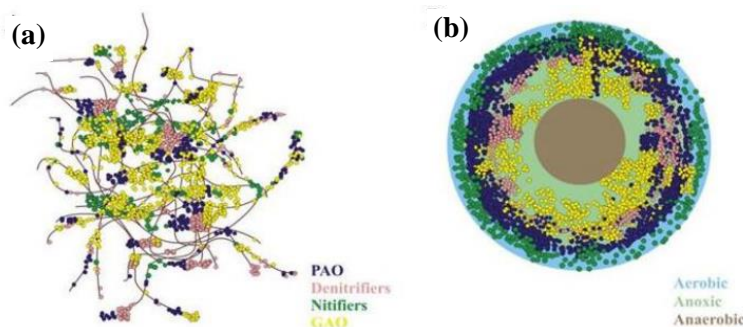 (a)
PAO
Denitrifiers
Nitifiers
GAO
(b)
Aerobic
Anoxic
Anaerobic